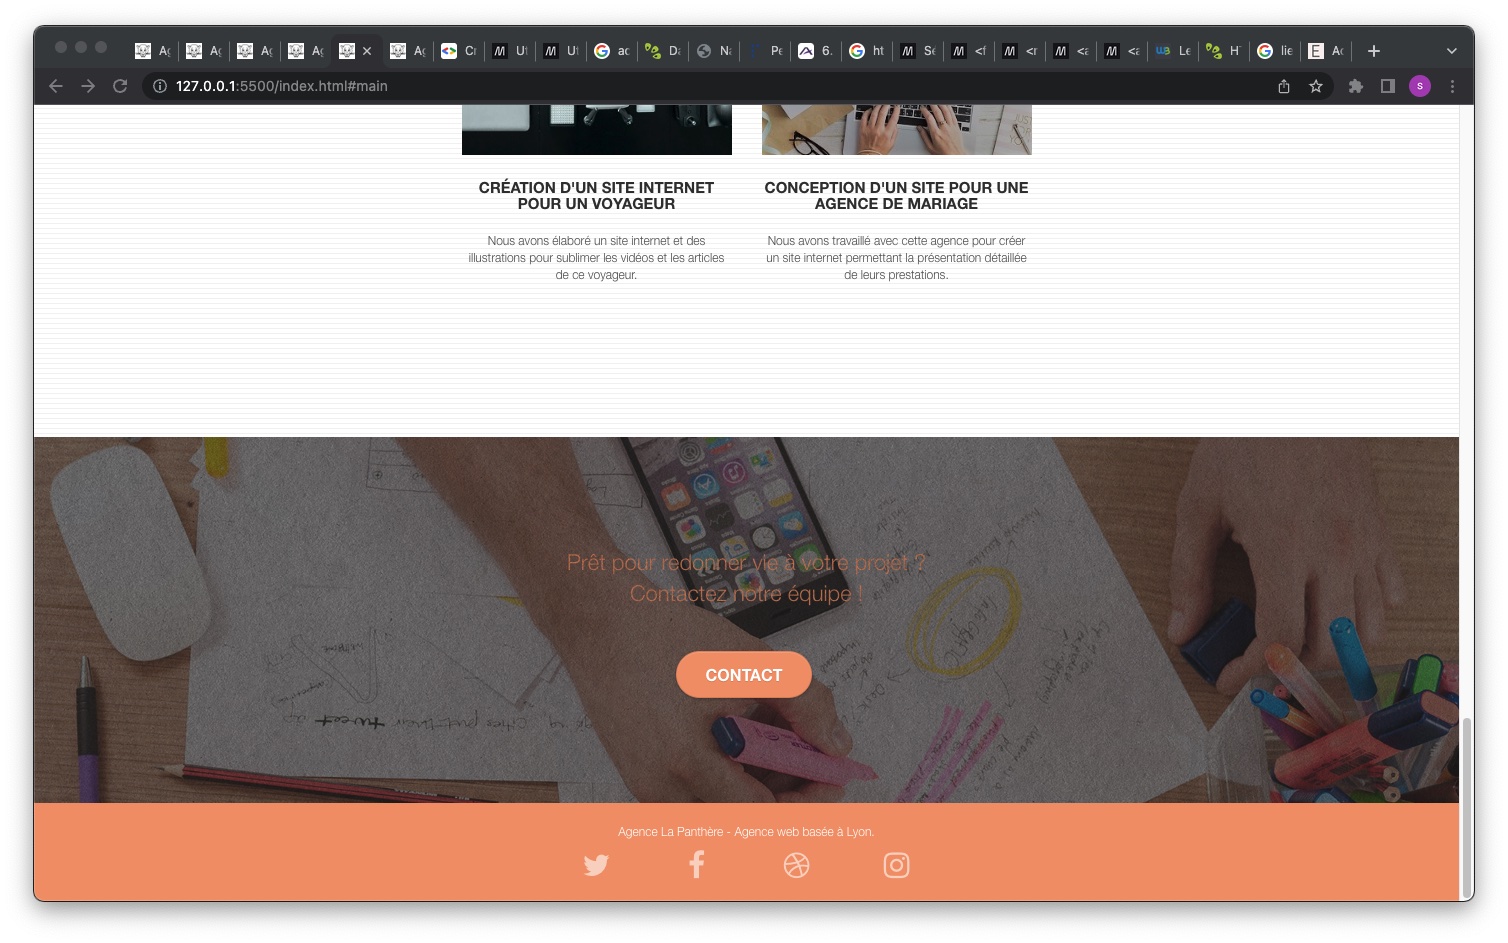 Ag
Ag
Ag
Ag
Da
Ag
Cr
Ut
Ut
ac
Da
Na
Pe
6.
ht
Sé
<f
<r
<a
<a
Le
H
lie
Ac
127.0.0.1:5500/index.html#main
s
CRÉATION D'UN SITE INTERNET
POUR UN VOYAGEUR
Nous avons élaboré un site internet et des
illustrations pour sublimer les vidéos et les articles
de ce voyageur.
CONCEPTION D'UN SITE POUR UNE
AGENCE DE MARIAGE
Nous avons travaillé avec cette agence pour créer
un site internet permettant la présentation détaillée
de leurs prestations.
Prêt pour redonner vie à votre projet ?
Contactez notre équipe !
CONTACT
Agence La Panthère - Agence web basée à Lyon.